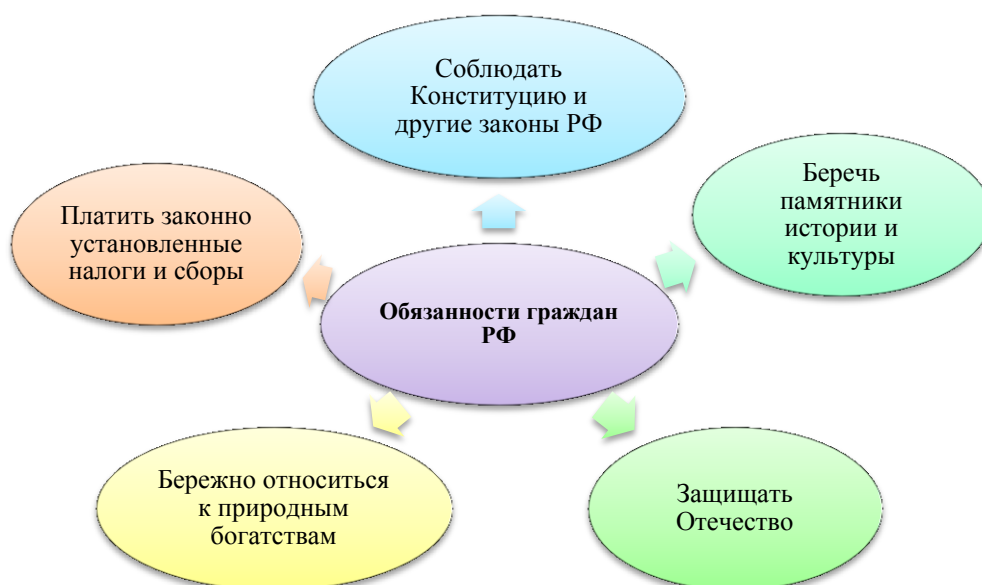 Соблюдать
Конституцию и
другие законы РФ
Платить законно
установленные
налоги и сборы
Беречь
памятники
истории и
культуры
Обязанности граждан
РФ
Бережно относиться
к природным
богатствам
Защищать
Отечество